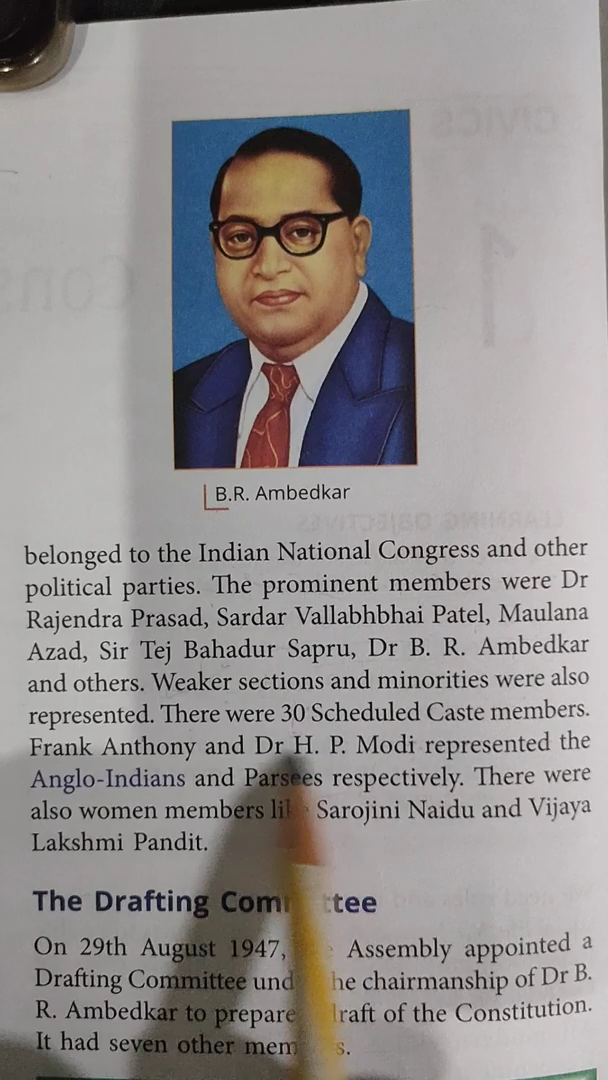 B.R. Ambedkar
belonged to the Indian National Congress and other
political parties. The prominent members were Dr
Rajendra Prasad, Sardar Vallabhbhai Patel, Maulana
Azad, Sir Tej Bahadur Sapru, Dr B. R. Ambedkar
and others. Weaker sections and minorities were also
represented. There were 30 Scheduled Caste members.
Frank Anthony and Dr H. P. Modi represented the
Anglo-Indians and Parsees respectively. There were
also women members Sarojini Naidu and Vijaya
Lakshmi Pandit.
The Drafting
On 29th August 1947, Assembly appointed a
Drafting Committee chairmanship of Dr B.
R. Ambedkar to prepare of the Constitution.
It had seven other